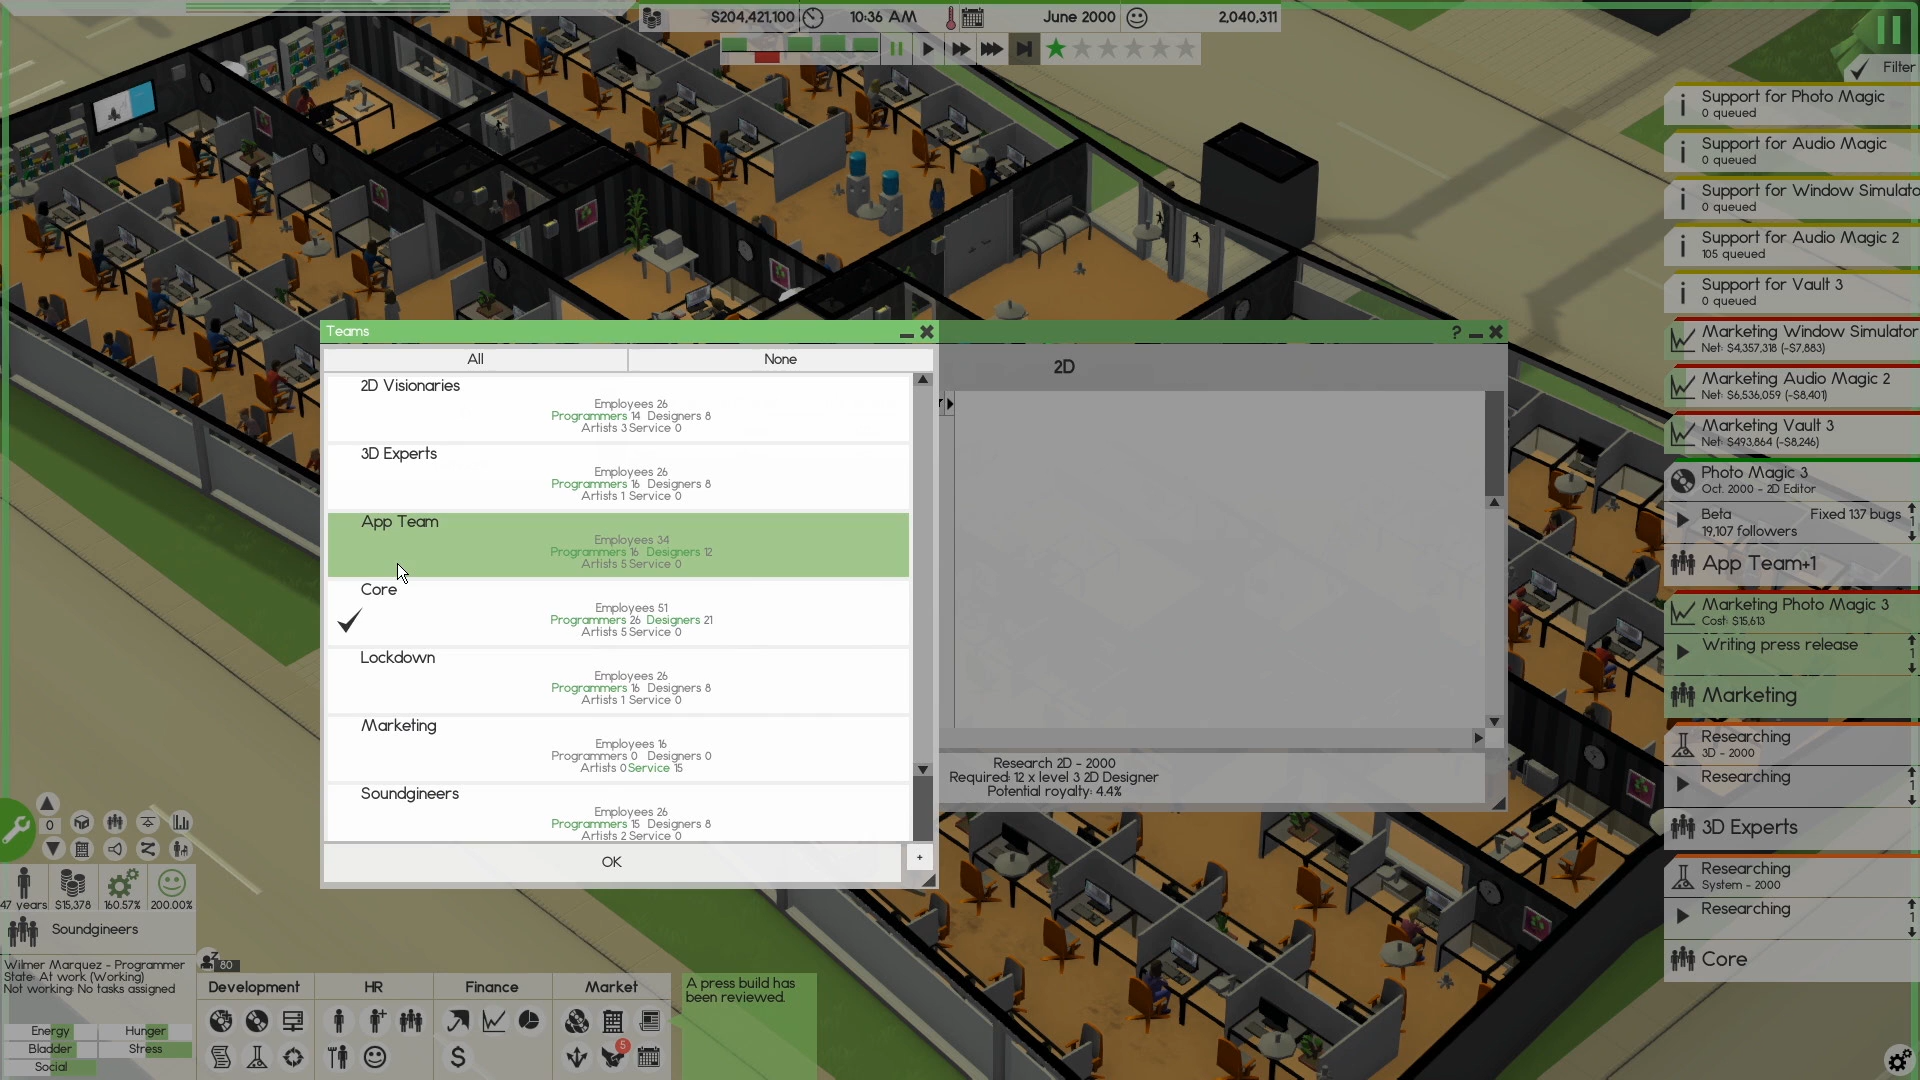 $204,421,100
10:36 AM
June 2000
2,040,311
Filter
Support for Photo Magic
0 queued
Support for Audio Magic
0 queued
Support for Window Simulato
0 queued
Support for Audio Magic 2
105 queued
Support for Vault 3
0 queued
Marketing Window Simulator
Net: $4,357,318 (-$7,883)
Marketing Audio Magic 2
Net: $6,536,059 (-$8,401)
Marketing Vault 3
Net: $493,864 (-$8,246)
Photo Magic 3
Oct. 2000 - 2D Editor
Beta
Fixed 137 bugs
1
19,107 followers
App Team+1
Marketing Photo Magic 3
Cost: $15,613
Writing press release
1
Marketing
Researching
3D - 2000
Researching
1
3D Experts
Researching
System - 2000
Researching
1
Core
Teams
All
None
2D Visionaries
Employees 26
Programmers 14 Designers 8
Artists 3 Service 0
3D Experts
Employees 26
Programmers 16 Designers 8
Artists 1 Service 0
App Team
Employees 34
Programmers 16 Designers 12
Artists 5 Service 0
Core
Employees 51
Programmers 26 Designers 21
Artists 5 Service 0
Lockdown
Employees 26
Programmers 16 Designers 8
Artists 1 Service 0
Marketing
Employees 16
Programmers 0 Designers 0
Artists 0 Service 15
Soundgineers
Employees 26
Programmers 15 Designers 8
Artists 2 Service 0
OK
+
?
2D
Research 2D - 2000
Required: 12 x level 3 2D Designer
Potential royalty: 4.4%
0
47 years
$15,378
160.57%
200.00%
Soundgineers
Wilmer Marquez - Programmer
State: At work (Working)
Not working: No tasks assigned
Energy
Hunger
Bladder
Stress
Social
80
Development
HR
Finance
Market
5
A press build has
been reviewed.